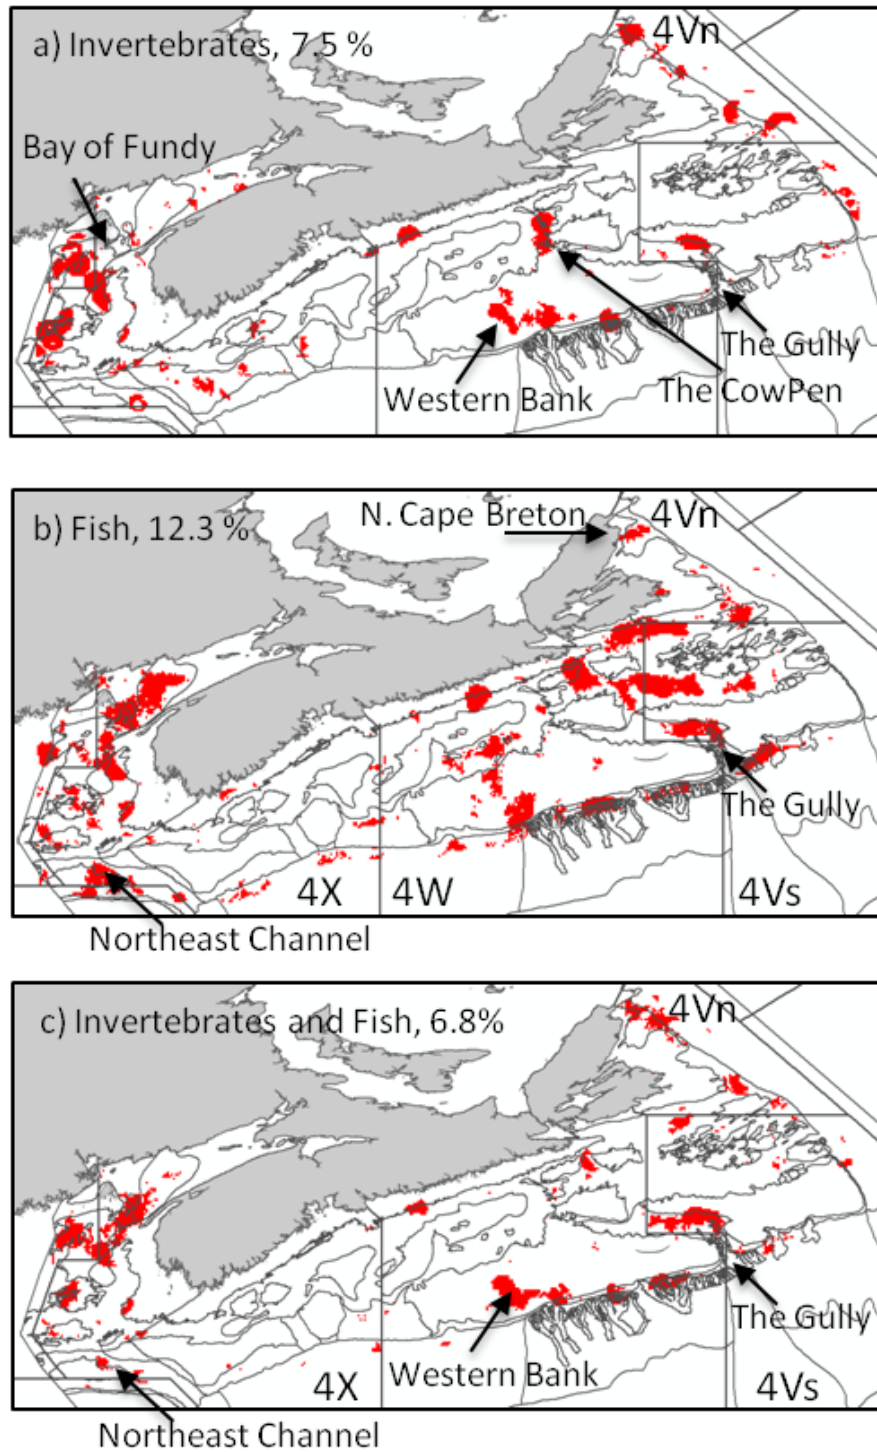 a) Invertebrates, 7.5 %
4Vn
Bay of Fundy
The Gully
Western Bank
The CowPen
N. Cape Breton
4Vn
b) Fish, 12.3 %
The Gully
4X
4W
4Vs
Northeast Channel
c) Invertebrates and Fish, 6.8%
4Vn
The Gully
Western Bank
4X
4Vs
Northeast Channel